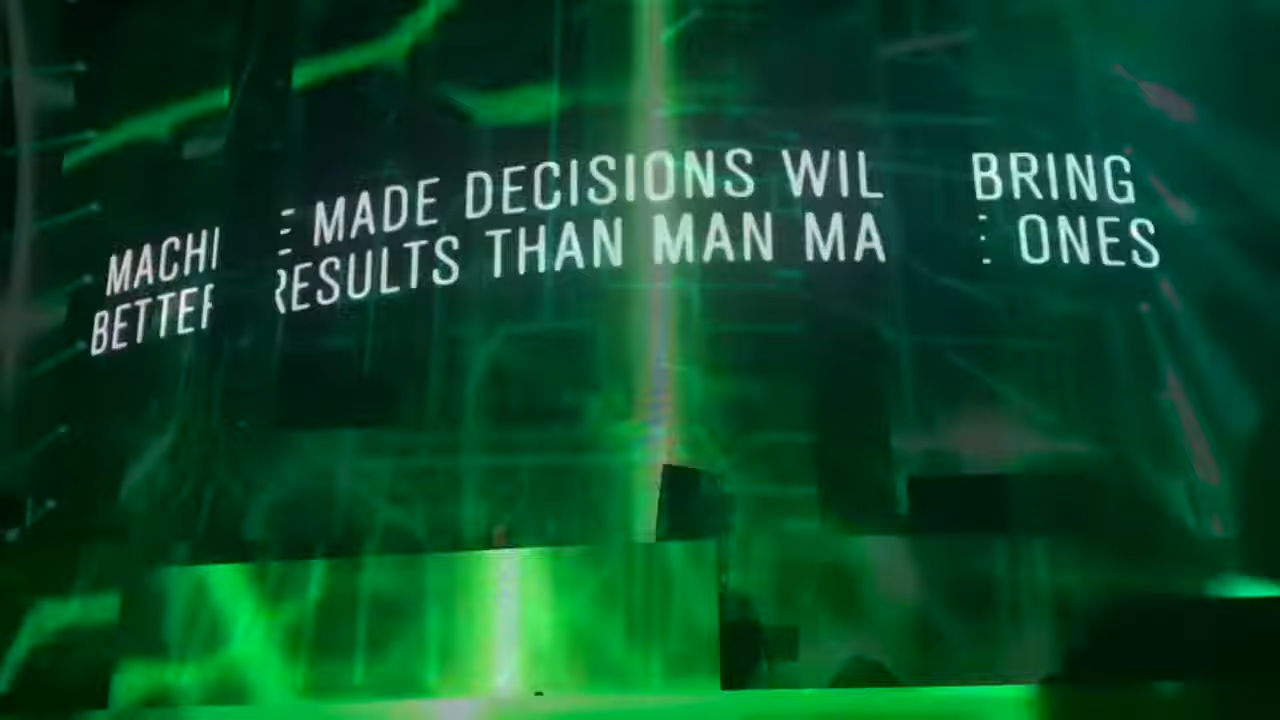 MACHI E MADE DECISIONS WIL BRING
BETTER RESULTS THAN MAN MA E ONES